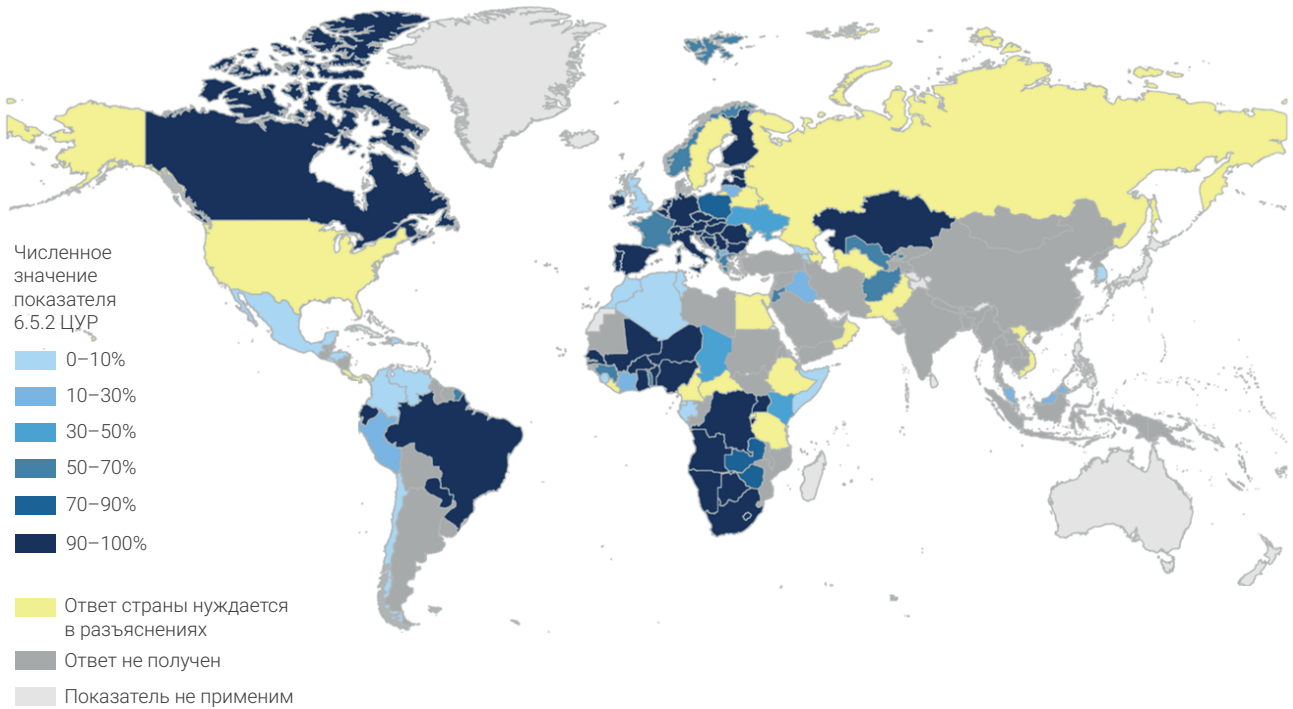 Численное
значение
показателя
6.5.2 ЦУР
0–10%
10–30%
30–50%
50–70%
70–90%
90–100%
Ответ страны нуждается
в разъяснениях
Ответ не получен
Показатель не применим